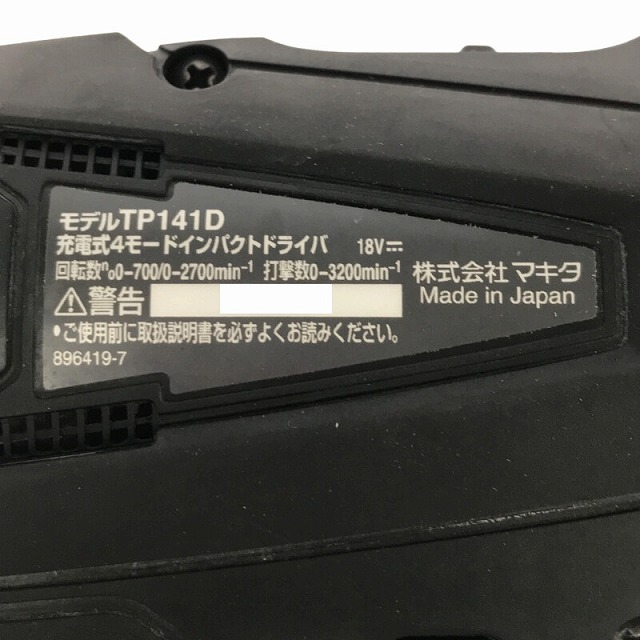 モデルTP141D
充電式4モードインパクトドライバ 18V⎓
回転数n₀0-700/0-2700min⁻¹ 打撃数0-3200min⁻¹
株式会社 マキタ
Made in Japan
⚠警告
•ご使用前に取扱説明書を必ずよくお読みください。
896419-7